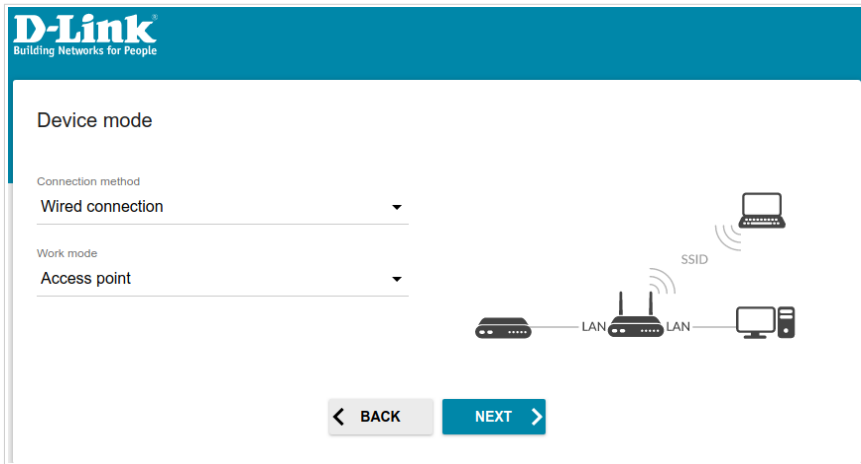 D-Link
Building Networks for People
Device mode
Connection method
Wired connection
Work mode
Access point
SSID
LAN
LAN
BACK
NEXT